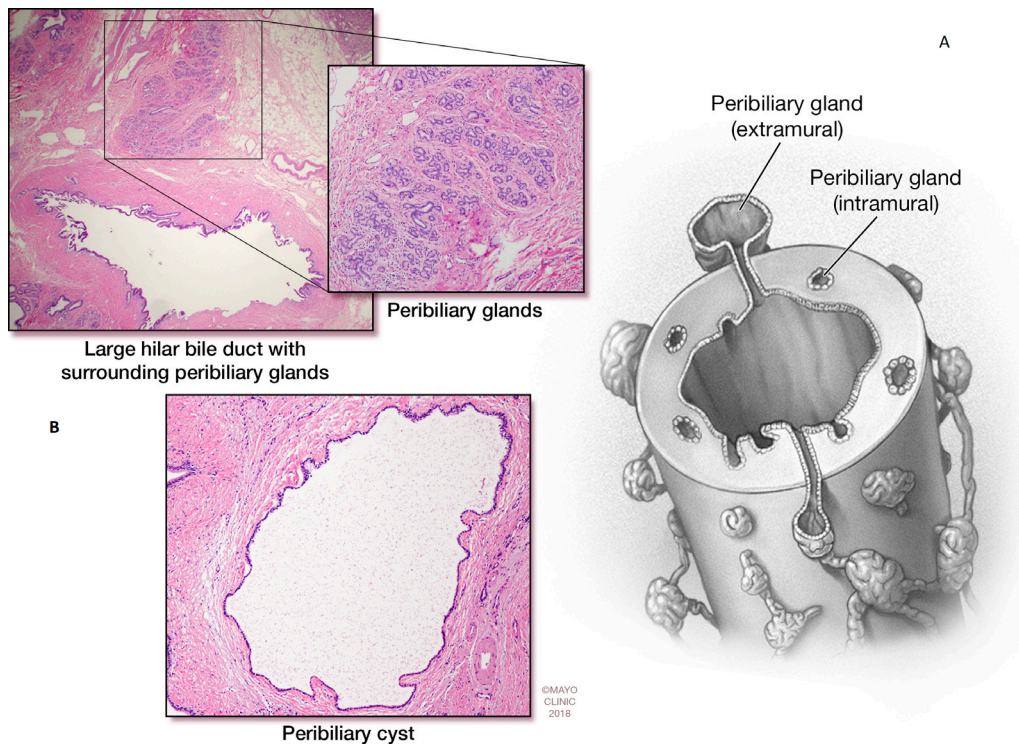 A
Peribiliary gland
(extramural)
Peribiliary gland
(intramural)
Peribiliary glands
Large hilar bile duct with
surrounding peribiliary glands
B
©MAYO
CLINIC
2018
Peribiliary cyst